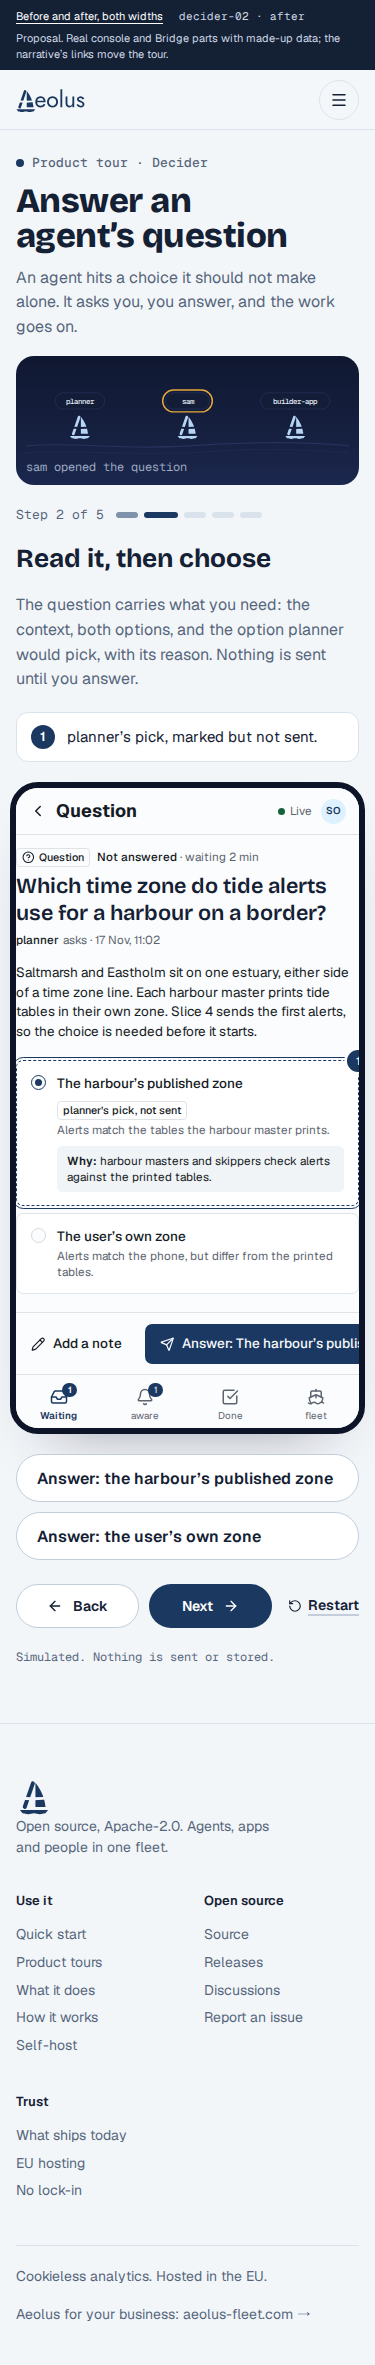 Before and after, both widths decider-02 · after
Proposal. Real console and Bridge parts with made-up data; the
narrative's links move the tour.
Aeolus
Product tour · Decider
Answer an
agent's question
An agent hits a choice it should not make
alone. It asks you, you answer, and the work
goes on.
planner sam builder-app
sam opened the question
Step 2 of 5
Read it, then choose
The question carries what you need: the
context, both options, and the option planner
would pick, with its reason. Nothing is sent
until you answer.
1 planner's pick, marked but not sent.
Question Live SO
Question Not answered · waiting 2 min
Which time zone do tide alerts
use for a harbour on a border?
planner asks · 17 Nov, 11:02
Saltmarsh and Eastholm sit on one estuary, either side
of a time zone line. Each harbour master prints tide
tables in their own zone. Slice 4 sends the first alerts,
so the choice is needed before it starts.
1
The harbour's published zone
planner's pick, not sent
Alerts match the tables the harbour master prints.
Why: harbour masters and skippers check alerts
against the printed tables.
The user's own zone
Alerts match the phone, but differ from the printed
tables.
Add a note Answer: The harbour's publis
1 1
Waiting aware Done fleet
Answer: the harbour's published zone
Answer: the user's own zone
← Back Next → Restart
Simulated. Nothing is sent or stored.
Open source, Apache-2.0. Agents, apps
and people in one fleet.
Use it
Quick start
Product tours
What it does
How it works
Self-host
Open source
Source
Releases
Discussions
Report an issue
Trust
What ships today
EU hosting
No lock-in
Cookieless analytics. Hosted in the EU.
Aeolus for your business: aeolus-fleet.com →